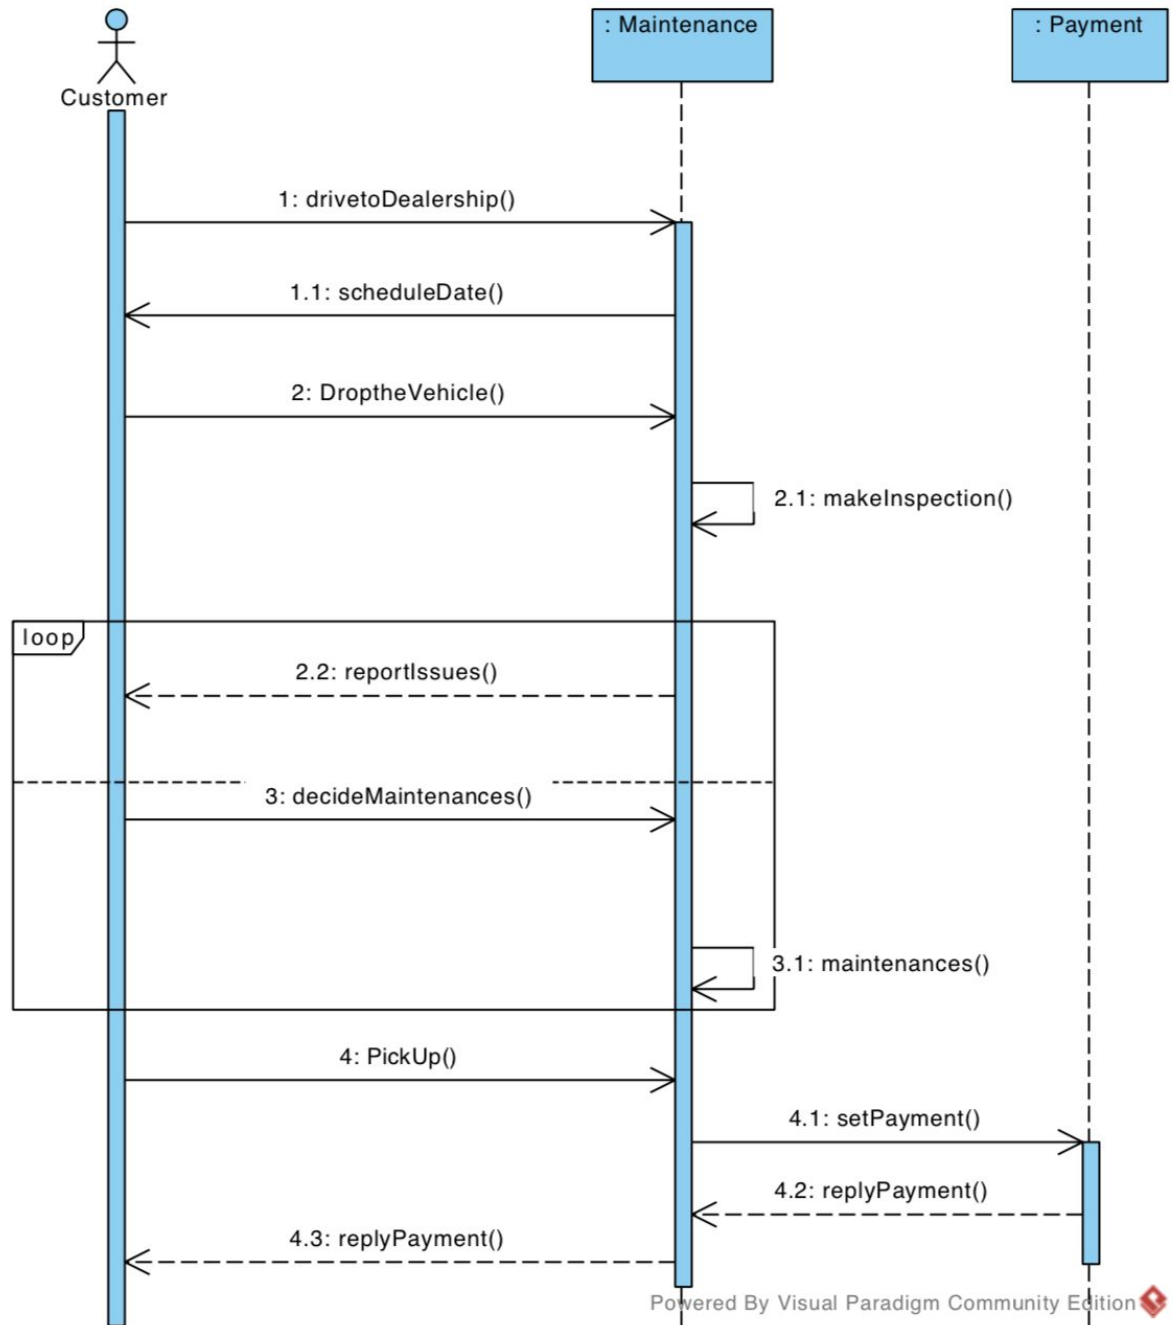 : Maintenance
: Payment
Customer
1: drivetoDealership()
1.1: scheduleDate()
2: DroptheVehicle()
2.1: makeInspection()
loop
2.2: reportIssues()
3: decideMaintenances()
3.1: maintenances()
4: PickUp()
4.1: setPayment()
4.2: replyPayment()
4.3: replyPayment()
Powered By Visual Paradigm Community Edition